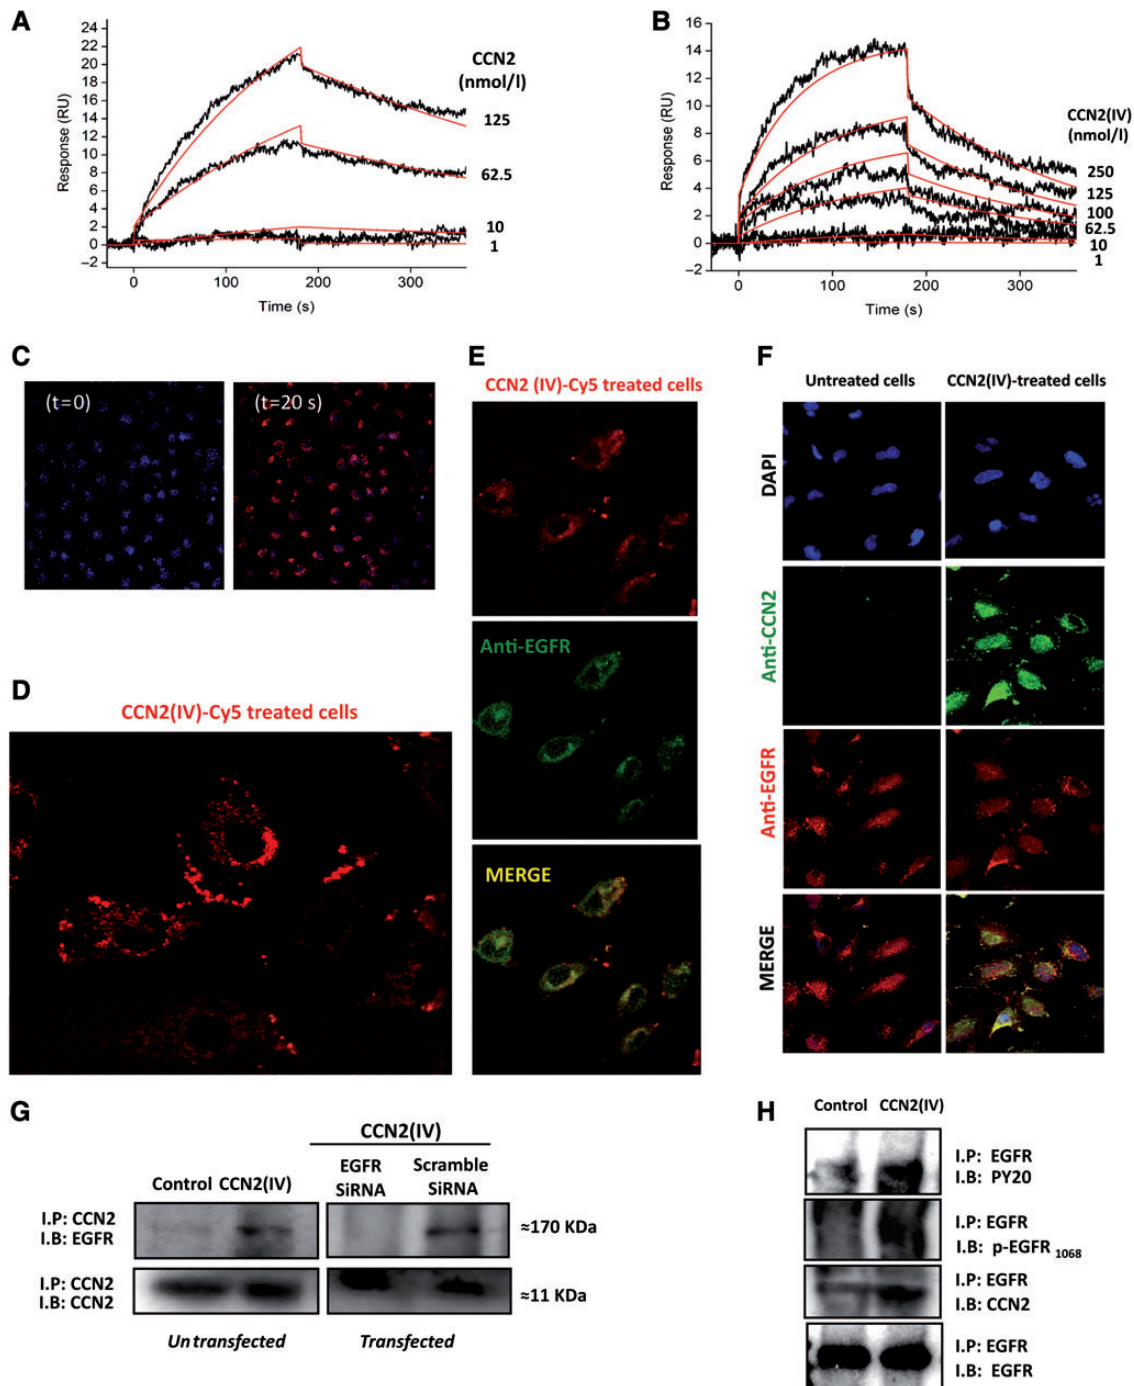 A
24
22
20
18
16
14
12
10
8
6
4
2
0
−2
Response (RU)
0
100
200
300
Time (s)
CCN2
(nmol/l)
125
62.5
10
1
B
16
14
12
10
8
6
4
2
0
−2
Response (RU)
0
100
200
300
Time (s)
CCN2(IV)
(nmol/l)
250
125
100
62.5
10
1
C
(t=0)
(t=20 s)
D
CCN2(IV)-Cy5 treated cells
E
CCN2 (IV)-Cy5 treated cells
Anti-EGFR
MERGE
F
Untreated cells
CCN2(IV)-treated cells
DAPI
Anti-CCN2
Anti-EGFR
MERGE
G
CCN2(IV)
Control CCN2(IV)
EGFR
SiRNA
Scramble
SiRNA
I.P: CCN2
I.B: EGFR
≈170 KDa
I.P: CCN2
I.B: CCN2
≈11 KDa
Untransfected
Transfected
H
Control CCN2(IV)
I.P: EGFR
I.B: PY20
I.P: EGFR
I.B: p-EGFR 1068
I.P: EGFR
I.B: CCN2
I.P: EGFR
I.B: EGFR